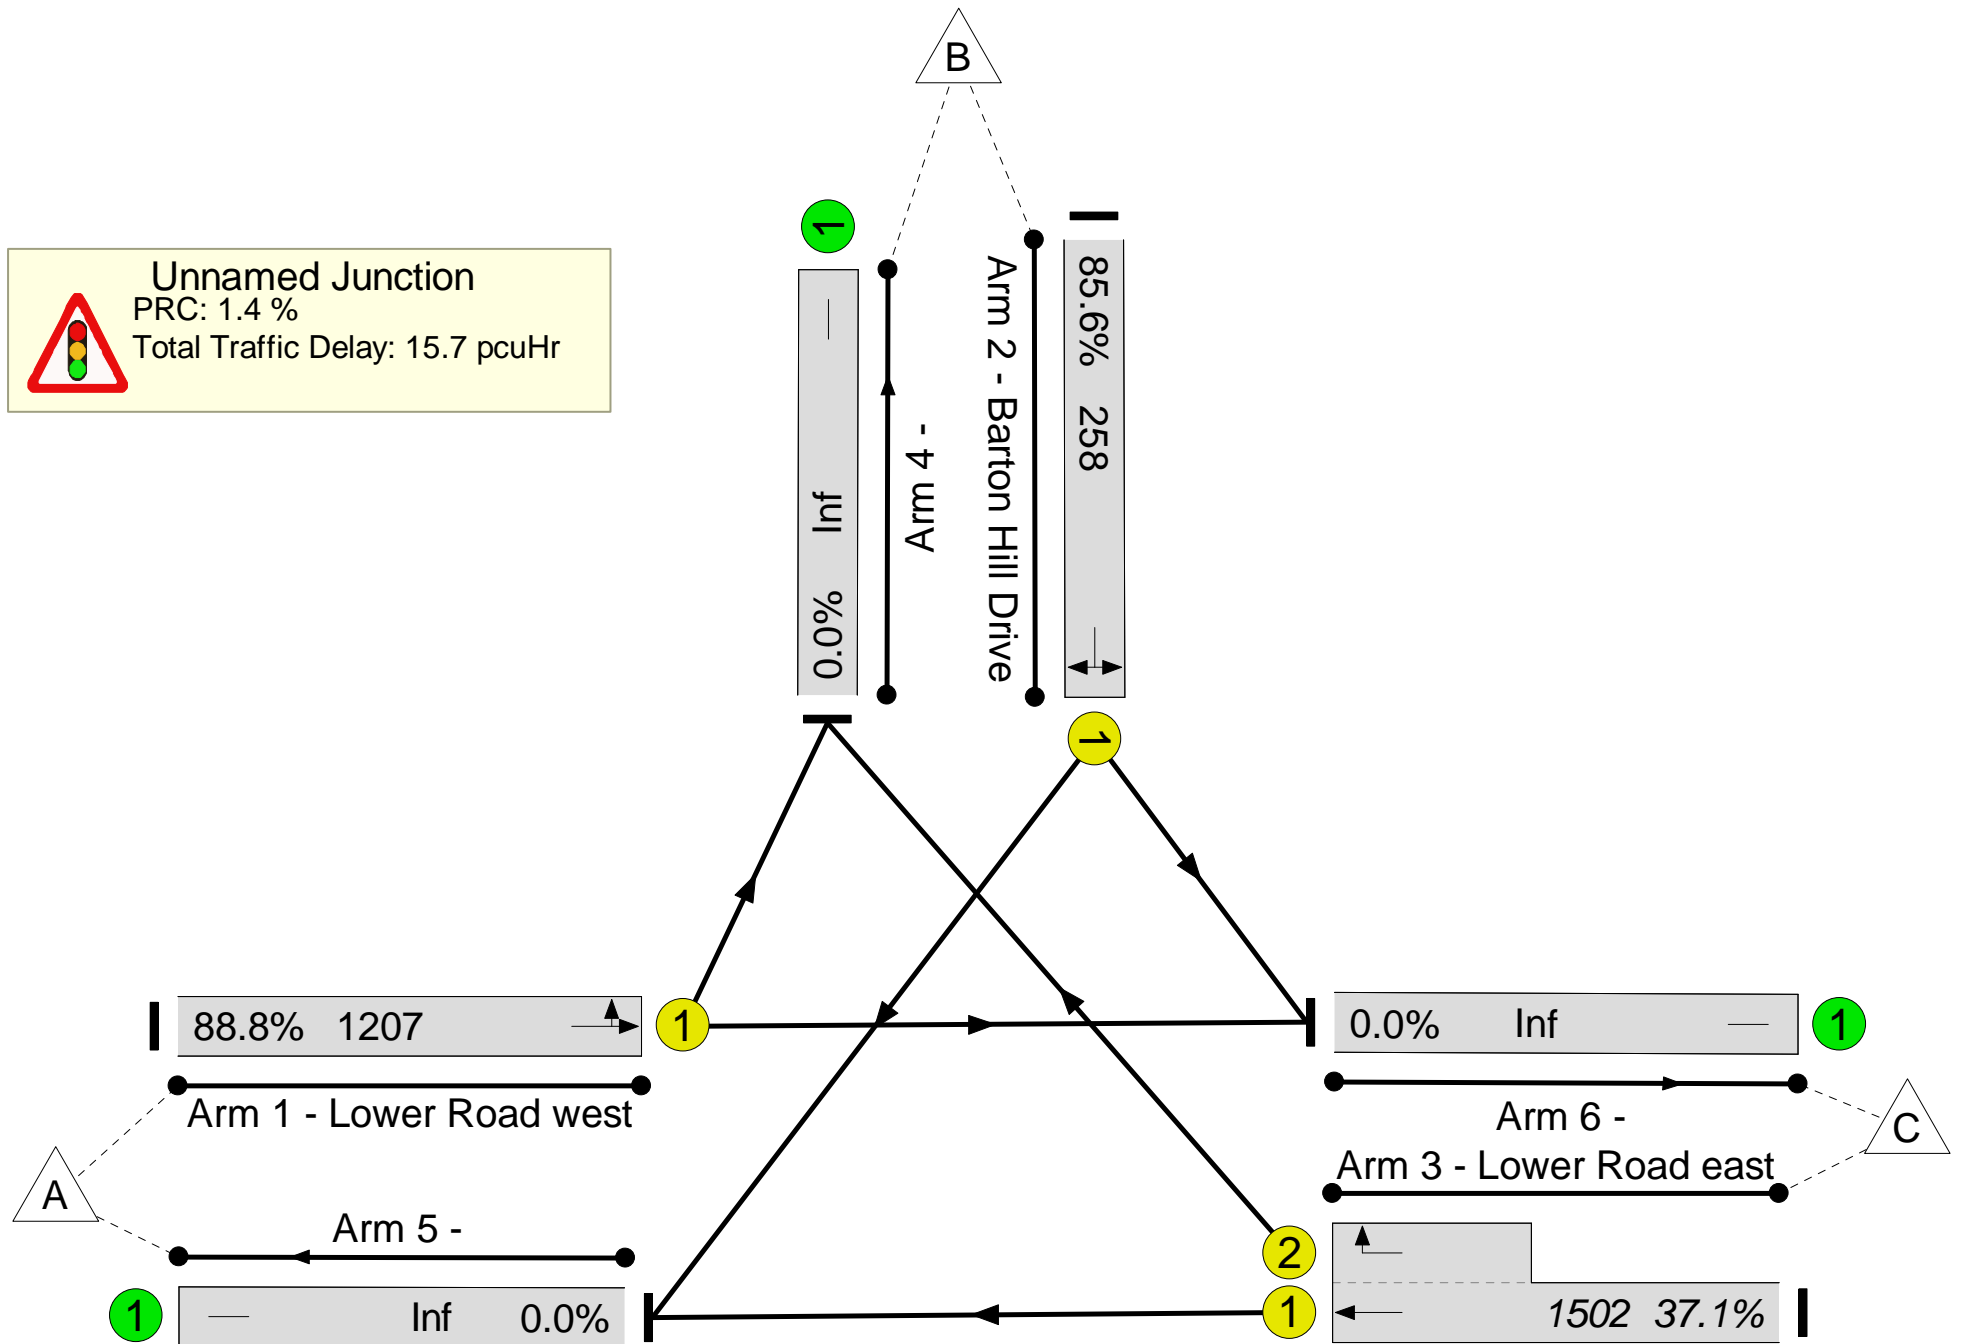 B
Unnamed Junction
PRC: 1.4 %
Total Traffic Delay: 15.7 pcuHr
1
0.0% Inf
Arm 4 -
Arm 2 - Barton Hill Drive
85.6% 258
1
88.8% 1207
1
Arm 1 - Lower Road west
0.0% Inf
1
Arm 6 -
Arm 3 - Lower Road east
C
A
Arm 5 -
1
Inf 0.0%
2
1
1502 37.1%